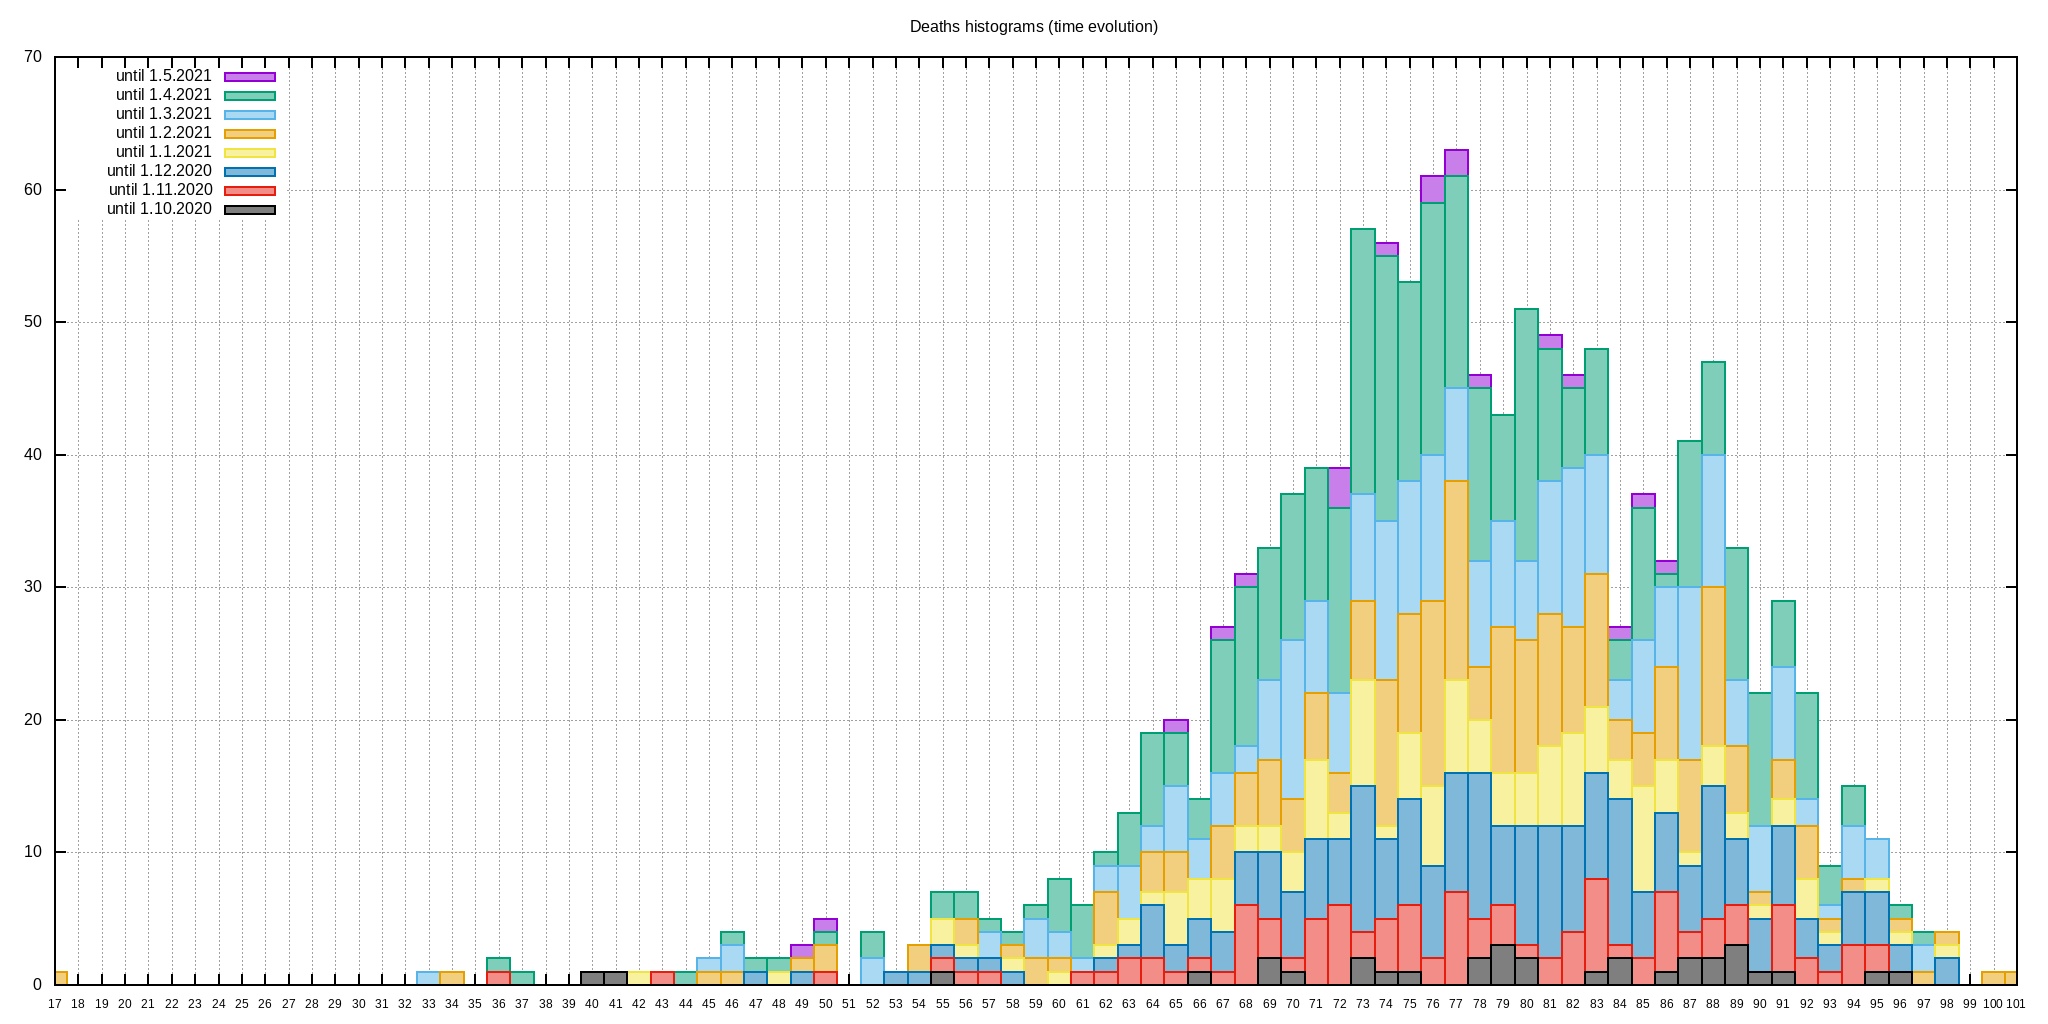 Deaths histograms (time evolution)
70
until 1.5.2021
until 1.4.2021
until 1.3.2021
until 1.2.2021
until 1.1.2021
until 1.12.2020
until 1.11.2020
until 1.10.2020
60
50
40
30
20
10
0
17 18 19 20 21 22 23 24 25 26 27 28 29 30 31 32 33 34 35 36 37 38 39 40 41 42 43 44 45 46 47 48 49 50 51 52 53 54 55 56 57 58 59 60 61 62 63 64 65 66 67 68 69 70 71 72 73 74 75 76 77 78 79 80 81 82 83 84 85 86 87 88 89 90 91 92 93 94 95 96 97 98 99 100 101